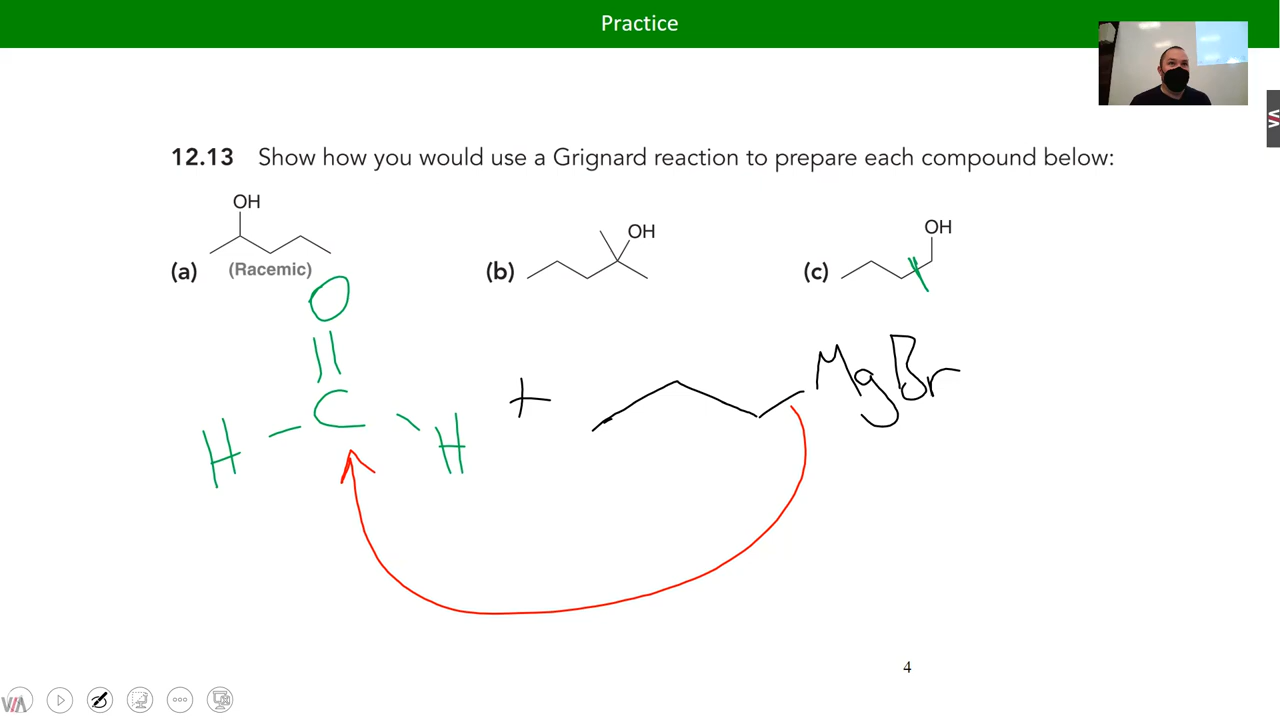 Practice
12.13 Show how you would use a Grignard reaction to prepare each compound below:
OH
(a) (Racemic)
OH
(b)
OH
(c)
O
||
H - C - H + MgBr
4